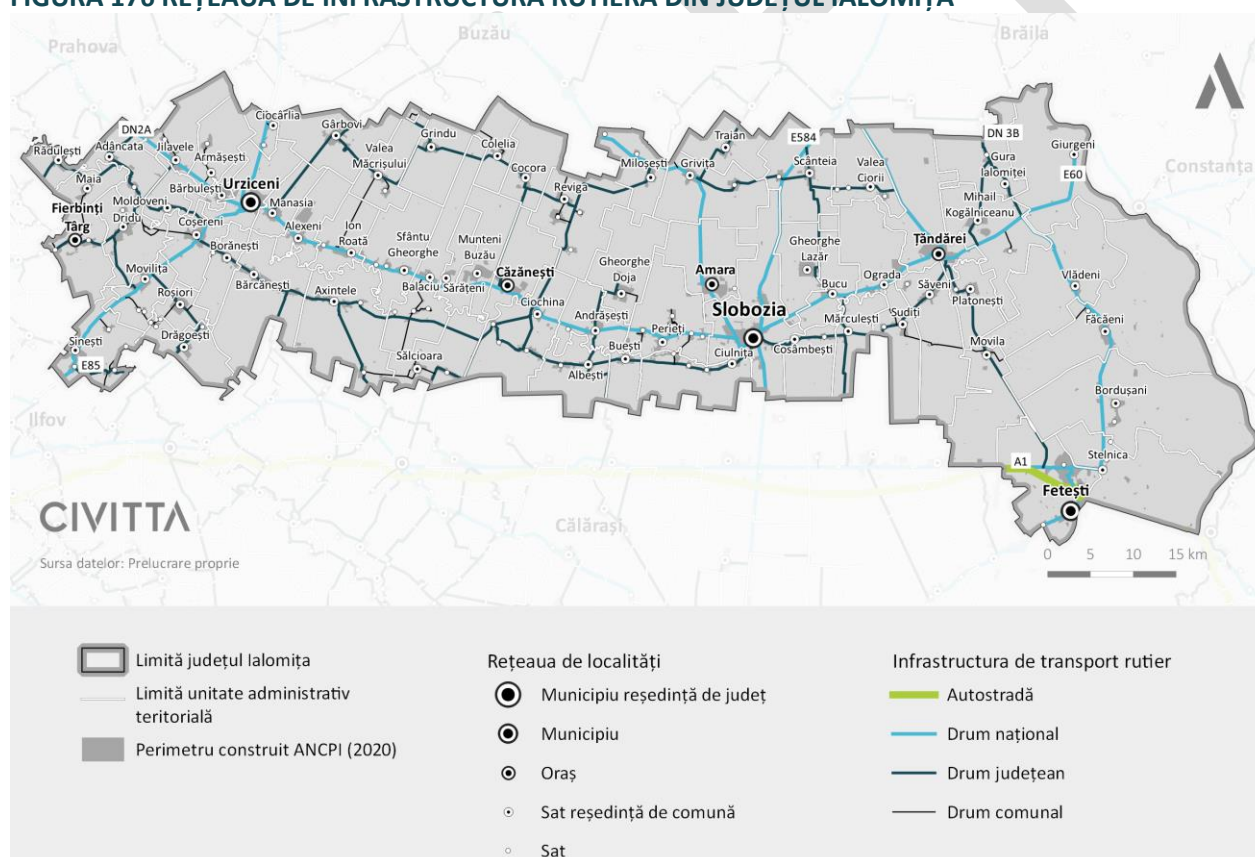 FIGURA 170 REȚEAUA DE INFRASTRUCTURĂ RUTIERĂ DIN JUDEȚUL IALOMIȚA
Prahova
Buzău
Brăila
Constanța
Ilfov
Călărași
DN2A
Ciocârlia
Gârbovi
Grindu
Colelia
Traian
E584
DN 3B
Giurgeni
Rădulești
Adâncata
Jilavele
Armășești
Valea
Măcrișului
Cocora
Miloșești
Grivița
Scânteia
Valea
Ciorii
Gura
Ialomiței
E60
Maia
Bărbulești
Urziceni
Reviga
Mihail
Kogălniceanu
Fierbinți
Târg
Moldoveni
Dridu
Coșereni
Manasia
Alexeni
Ion
Roată
Sfântu
Gheorghe
Munteni
Buzău
Gheorghe
Doja
Gheorghe
Lazăr
Țăndărei
Borănești
Bărcănești
Balaciu
Sărățeni
Căzănești
Amara
Ograda
Movilița
Roșiori
Axintele
Ciochina
Slobozia
Bucu
Săveni
Platonești
Vlădeni
Andrășești
Perieți
Mărculești
Sudiți
Făcăeni
Sinești
Drăgoești
Sălcioara
Buești
Albești
Ciulnița
Cosâmbești
Movila
E85
Bordușani
A1
Stelnica
Fetești
CIVITTA
Sursa datelor: Prelucrare proprie
0 5 10 15 km
Limită județul Ialomița
Limită unitate administrativ
teritorială
Perimetru construit ANCPI (2020)
Rețeaua de localități
Municipiu reședință de județ
Municipiu
Oraș
Sat reședință de comună
Sat
Infrastructura de transport rutier
Autostradă
Drum național
Drum județean
Drum comunal